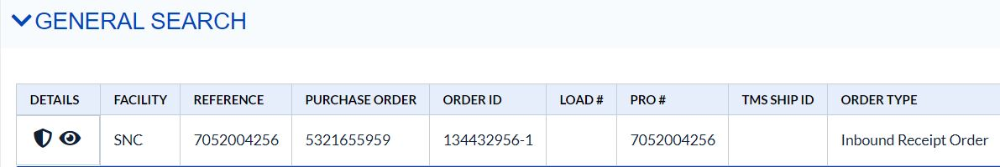 GENERAL SEARCH
DETAILS FACILITY REFERENCE PURCHASE ORDER ORDER ID LOAD # PRO # TMS SHIP ID ORDER TYPE
SNC 7052004256 5321655959 134432956-1 7052004256 Inbound Receipt Order